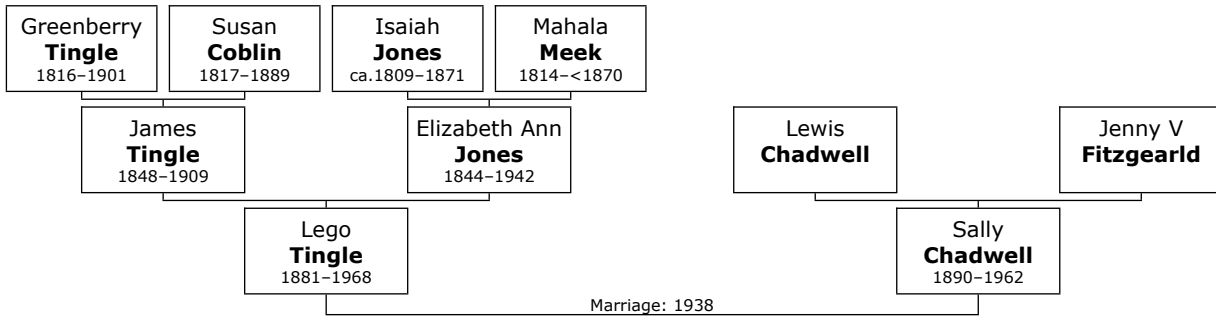 Greenberry
Tingle
1816–1901
Susan
Coblin
1817–1889
Isaiah
Jones
ca.1809–1871
Mahala
Meek
1814–<1870
James
Tingle
1848–1909
Elizabeth Ann
Jones
1844–1942
Lewis
Chadwell
Jenny V
Fitzgearld
Lego
Tingle
1881–1968
Sally
Chadwell
1890–1962
Marriage: 1938